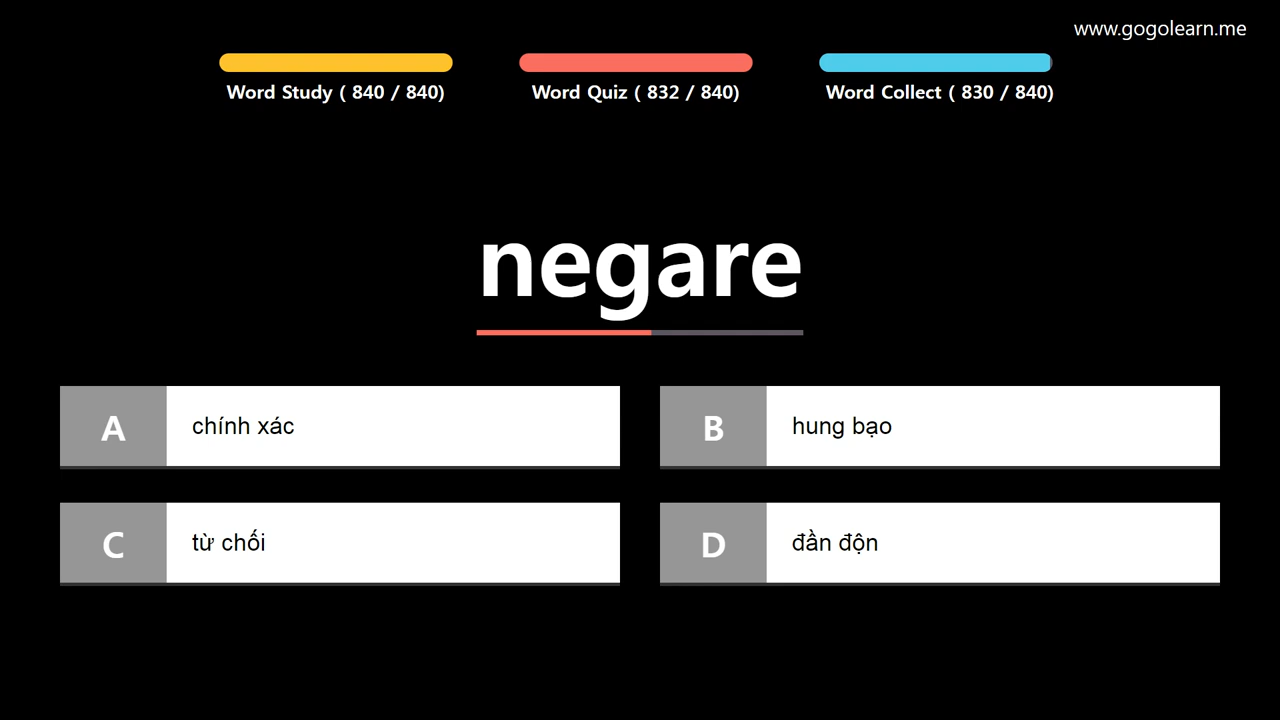 www.gogolearn.me
Word Study ( 840 / 840)
Word Quiz ( 832 / 840)
Word Collect ( 830 / 840)
negare
A chính xác
B hung bạo
C từ chối
D đần độn